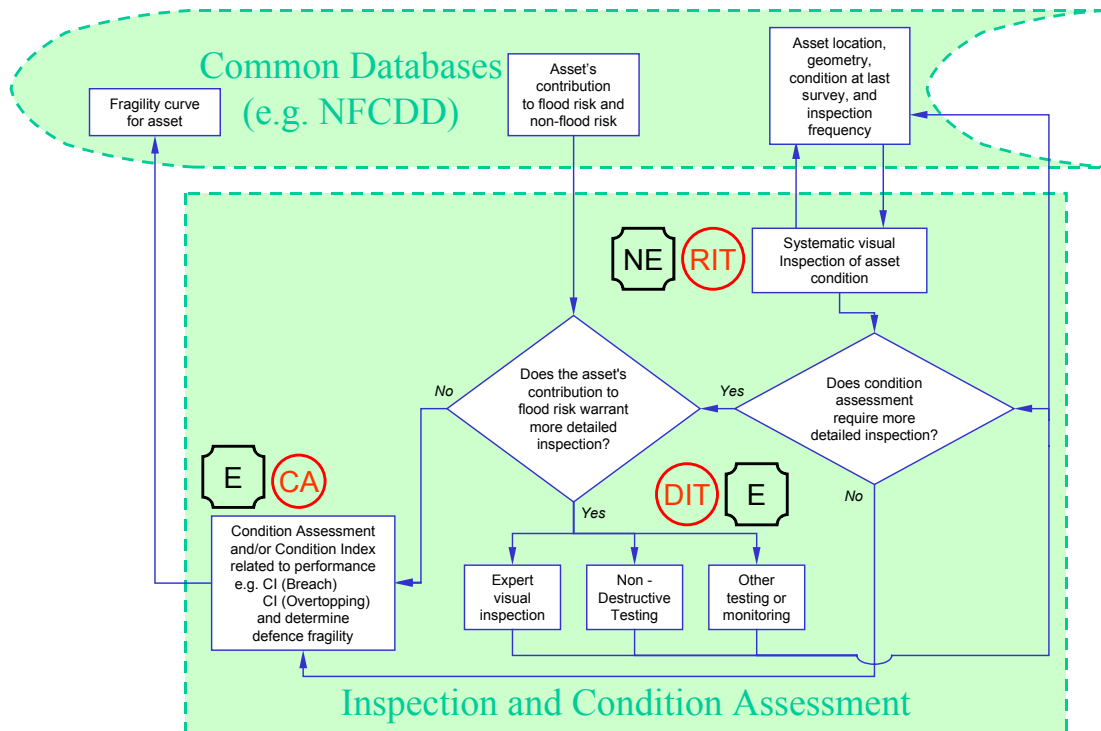 Common Databases
(e.g. NFCDD)
Fragility curve
for asset
Asset's
contribution
to flood risk and
non-flood risk
Asset location,
geometry,
condition at last
survey, and
inspection
frequency
NE
RIT
Systematic visual
Inspection of asset
condition
No
Does the asset's
contribution to
flood risk warrant
more detailed
inspection?
Yes
Does condition
assessment
require more
detailed inspection?
E
CA
DIT
E
No
Yes
Condition Assessment
and/or Condition Index
related to performance
e.g. CI (Breach)
CI (Overtopping)
and determine
defence fragility
Expert
visual
inspection
Non -
Destructive
Testing
Other
testing or
monitoring
Inspection and Condition Assessment